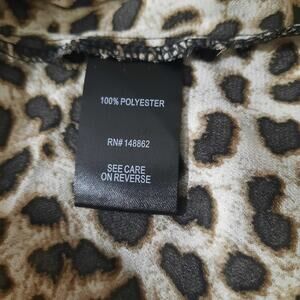 100% POLYESTER
RN# 148862
SEE CARE
ON REVERSE